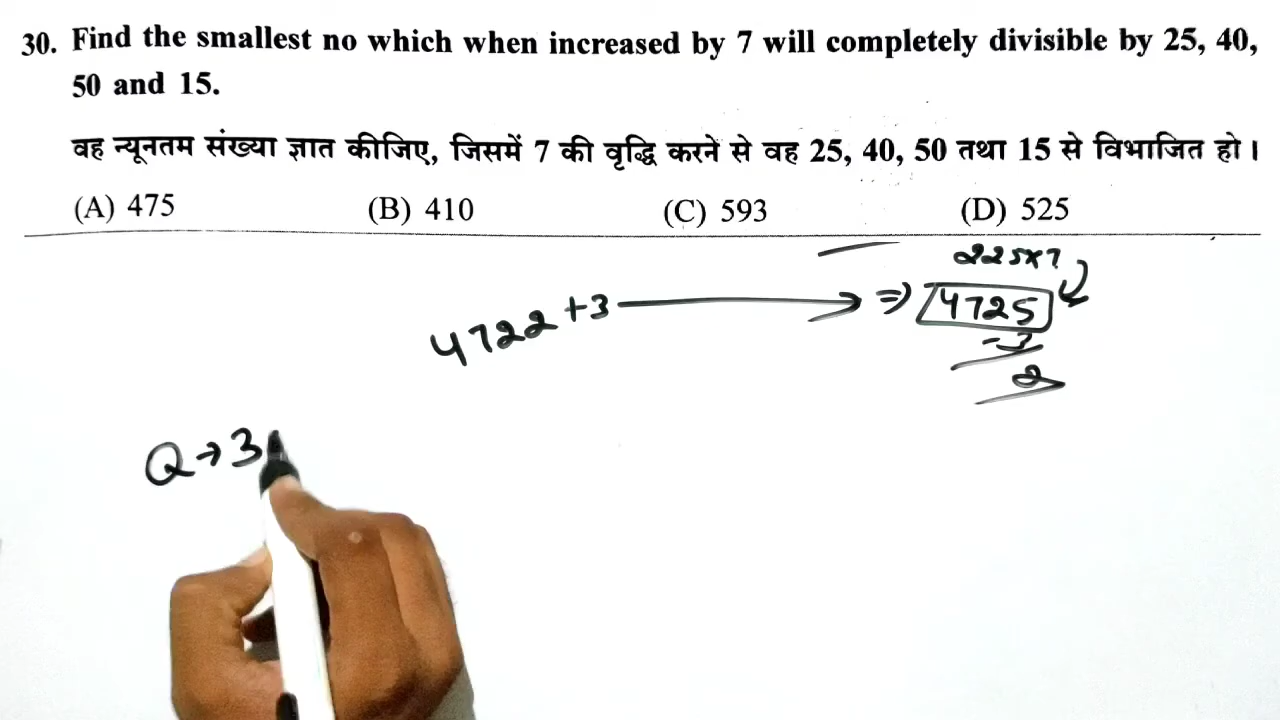 30. Find the smallest no which when increased by 7 will completely divisible by 25, 40,
50 and 15.
वह न्यूनतम संख्या ज्ञात कीजिए, जिसमें 7 की वृद्धि करने से वह 25, 40, 50 तथा 15 से विभाजित हो।
(A) 475 (B) 410 (C) 593 (D) 525
225x7
4722+3 → ⇒ 4725
-3
2
Q→3